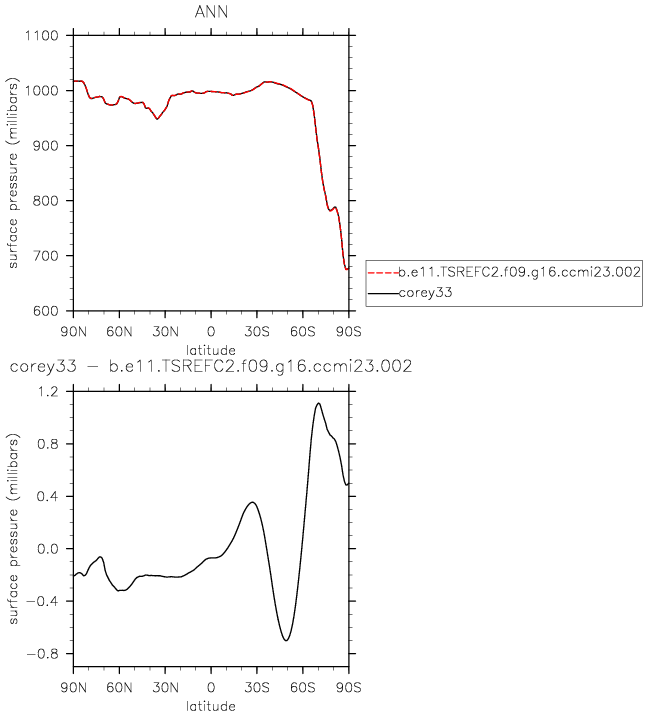 ANN
1100
1000
900
800
700
600
surface pressure (millibars)
90N 60N 30N 0 30S 60S 90S
latitude
b.e11.TSREFC2.f09.g16.ccmi23.002
corey33
corey33 – b.e11.TSREFC2.f09.g16.ccmi23.002
1.2
0.8
0.4
0.0
–0.4
–0.8
surface pressure (millibars)
90N 60N 30N 0 30S 60S 90S
latitude